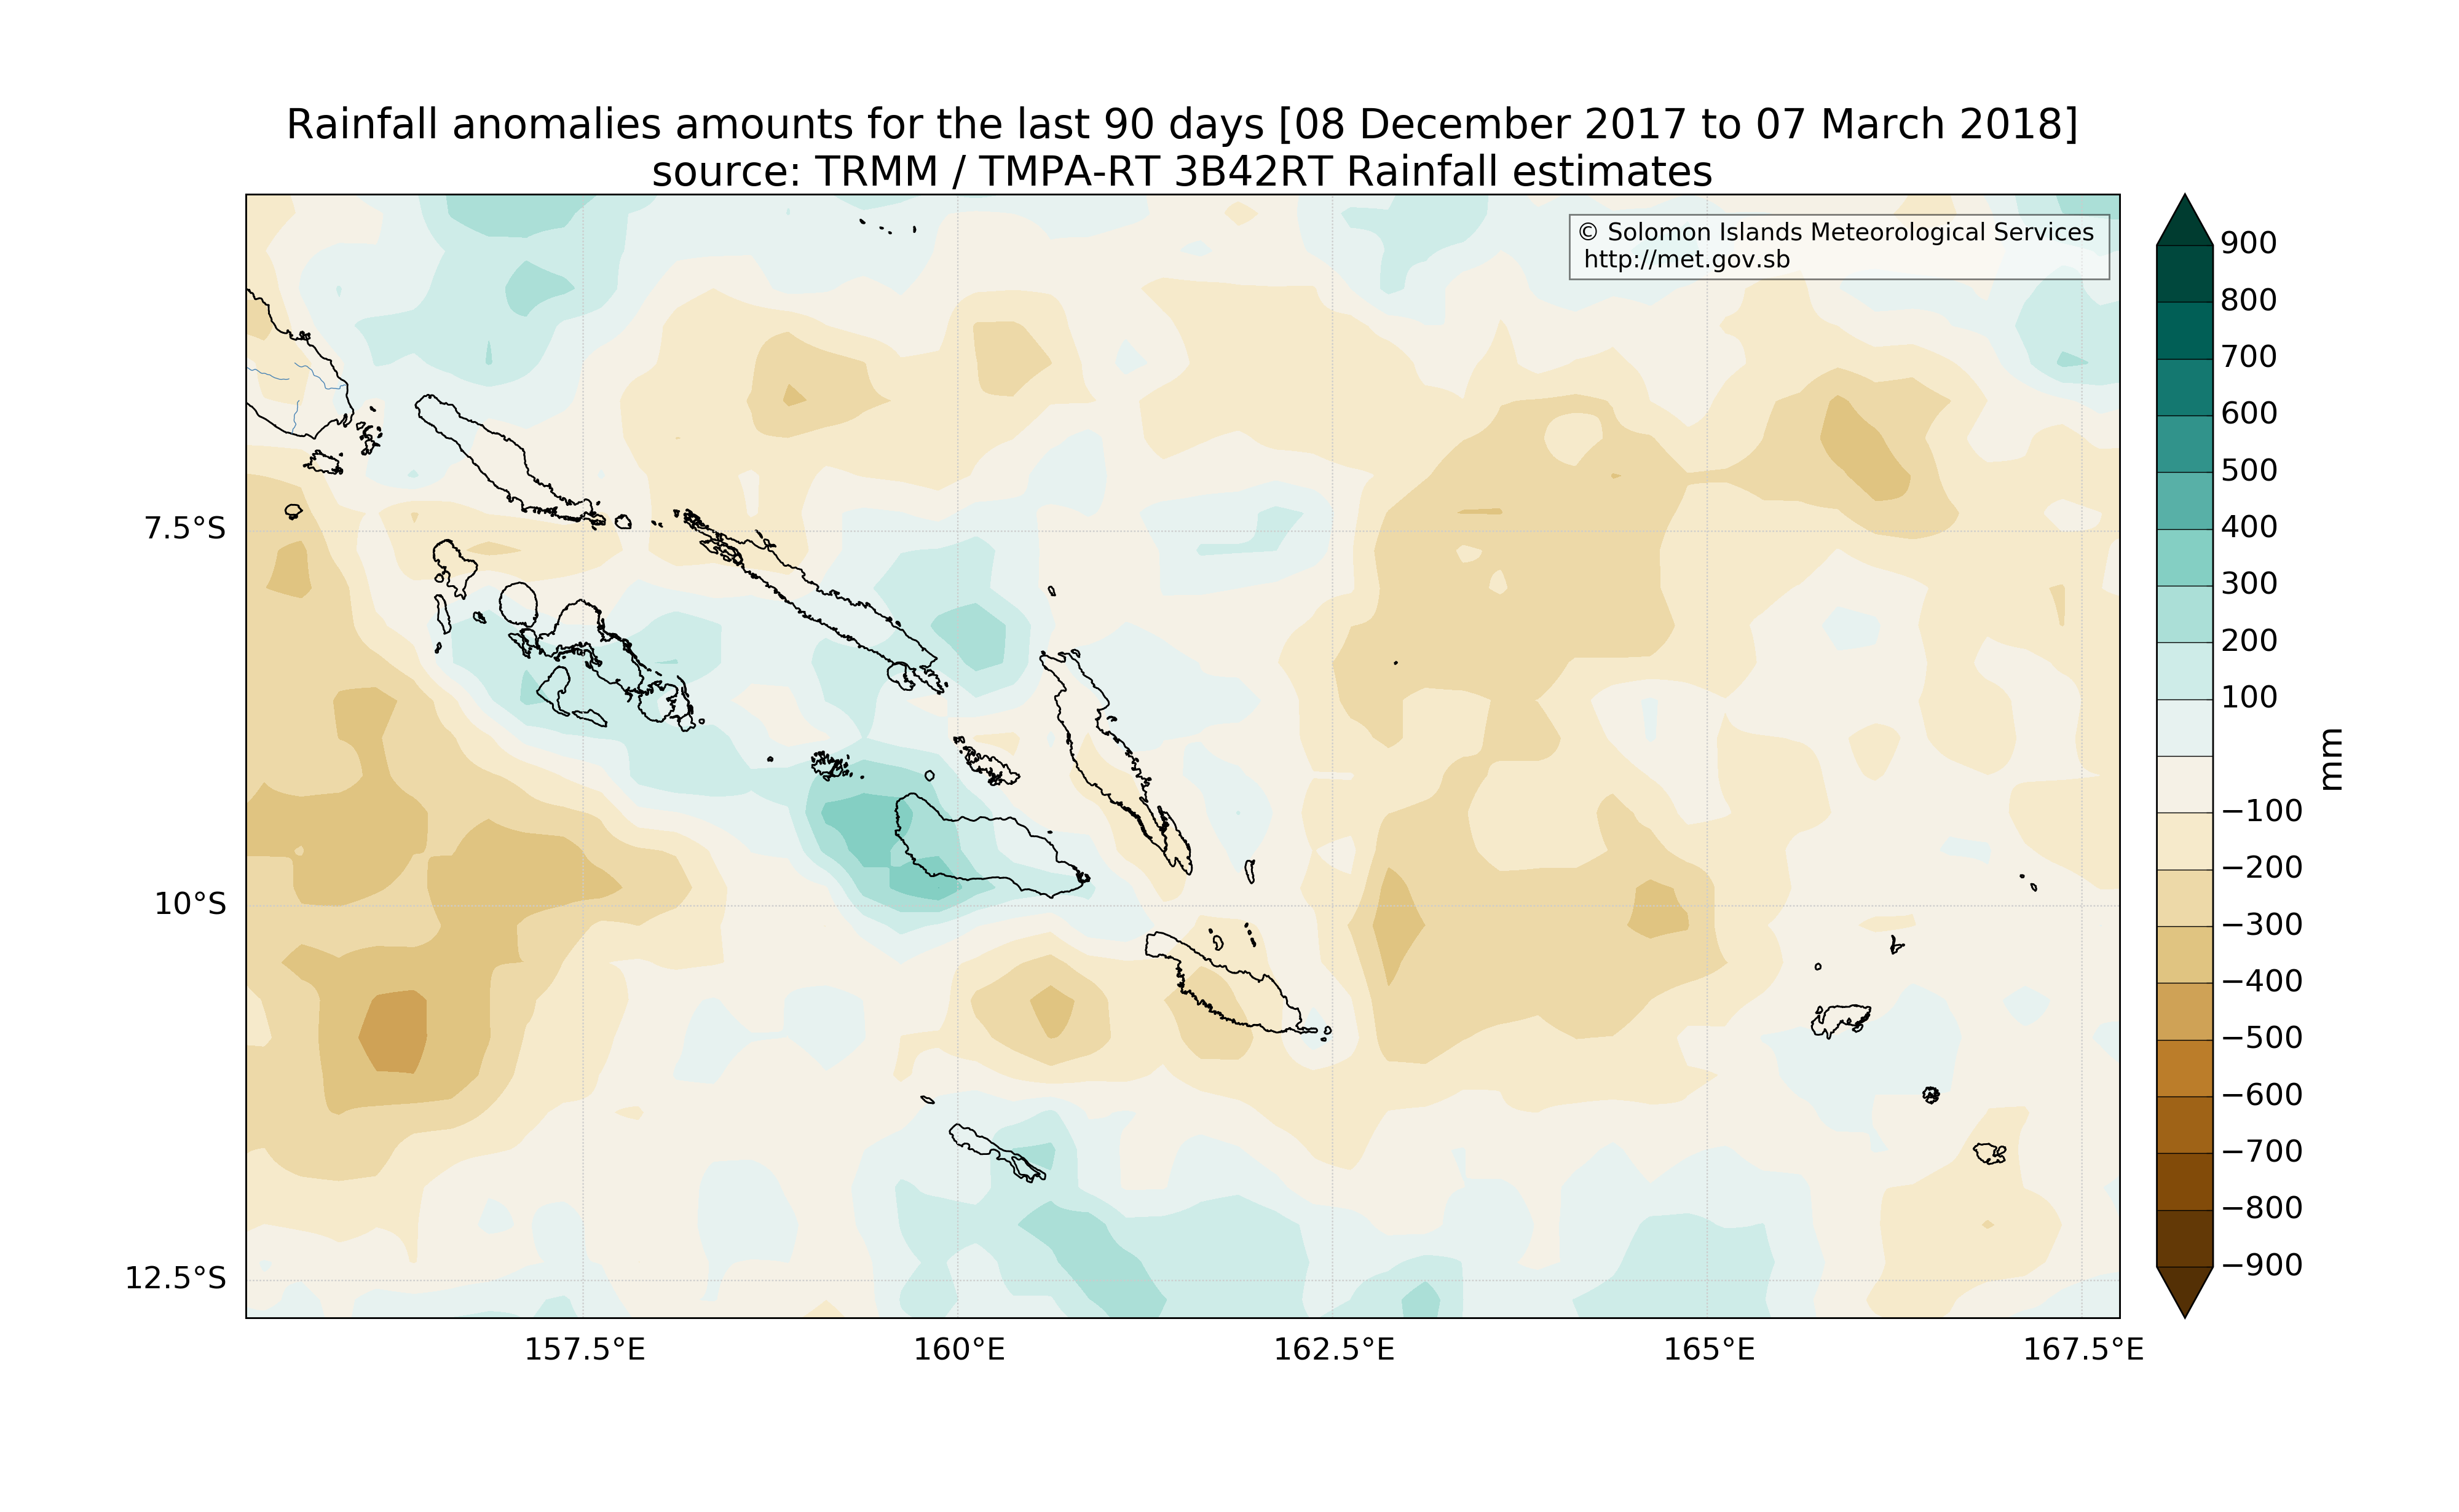 Rainfall anomalies amounts for the last 90 days [08 December 2017 to 07 March 2018]
source: TRMM / TMPA-RT 3B42RT Rainfall estimates
© Solomon Islands Meteorological Services
http://met.gov.sb
7.5°S
10°S
12.5°S
157.5°E
160°E
162.5°E
165°E
167.5°E
900
800
700
600
500
400
300
200
100
−100
−200
−300
−400
−500
−600
−700
−800
−900
mm